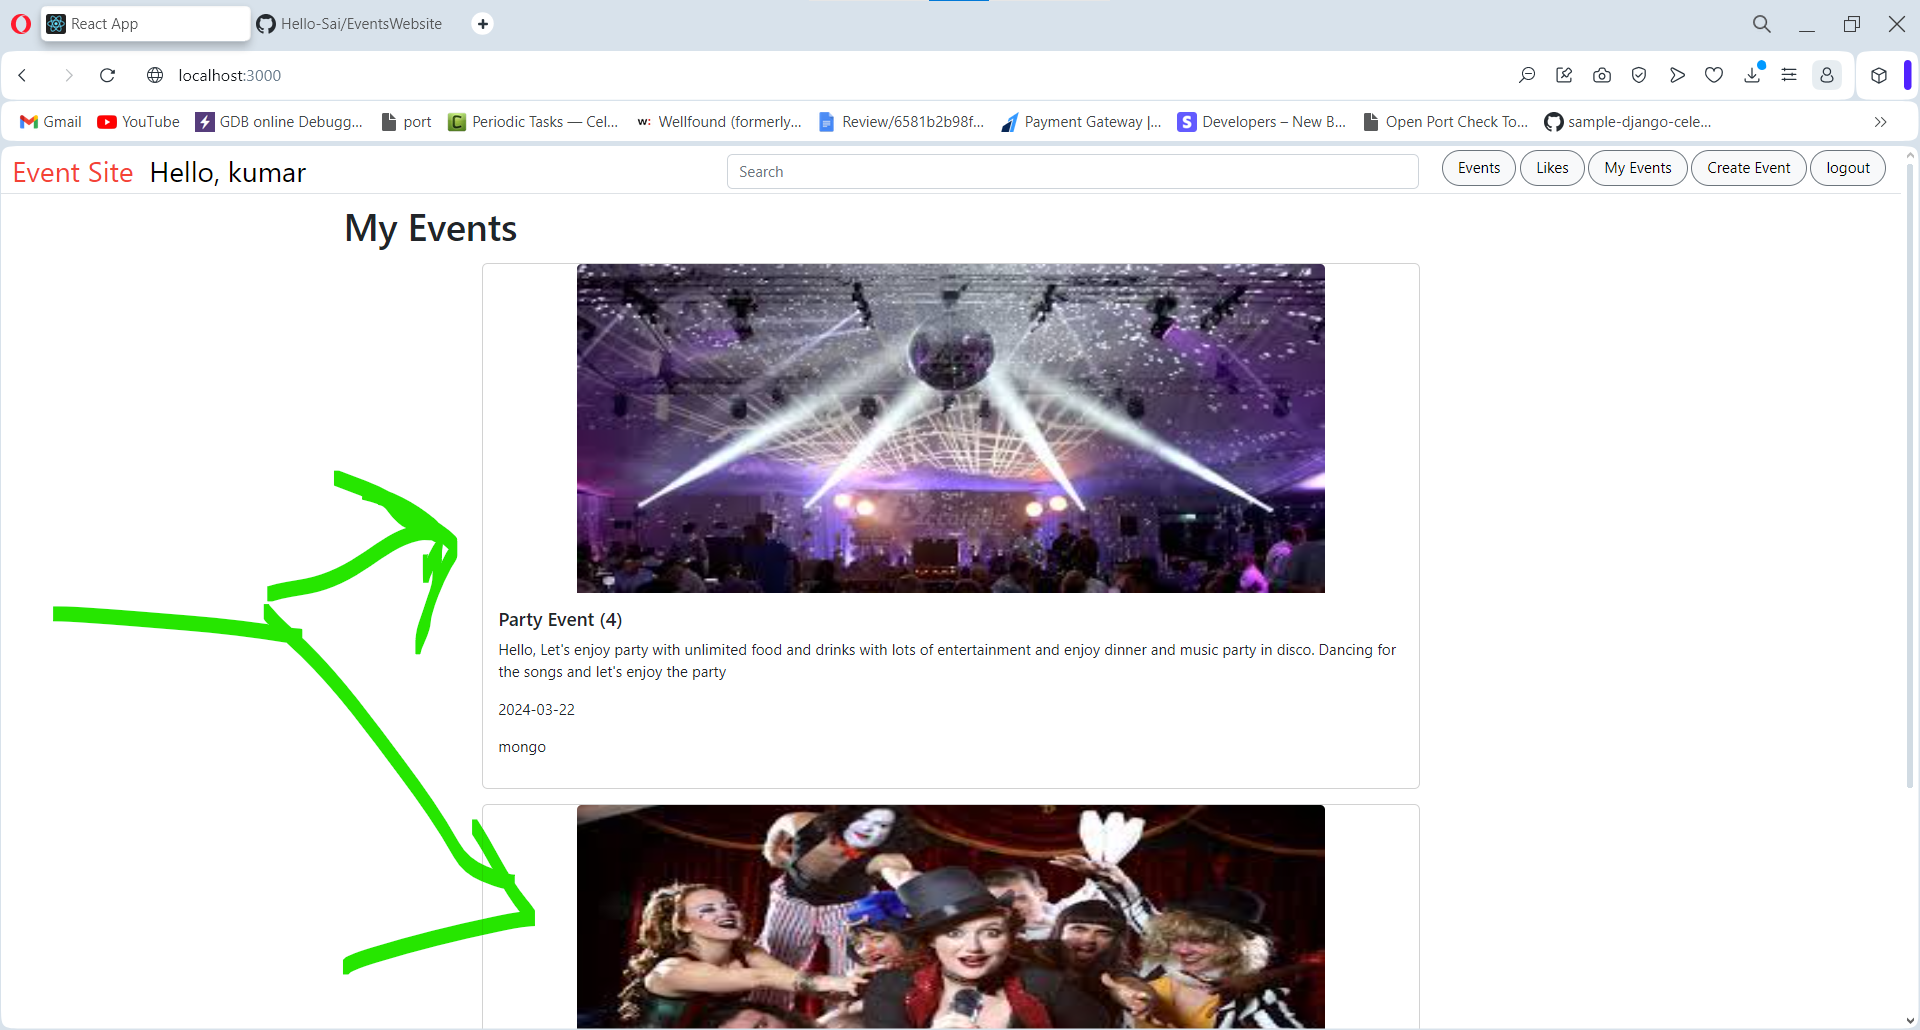 React App
Hello-Sai/EventsWebsite
localhost:3000
Gmail
YouTube
GDB online Debugg...
port
Periodic Tasks — Cel...
Wellfound (formerly...
Review/6581b2b98f...
Payment Gateway |...
Developers – New B...
Open Port Check To...
sample-django-cele...
Event Site Hello, kumar
Search
Events
Likes
My Events
Create Event
logout
My Events
Party Event (4)
Hello, Let's enjoy party with unlimited food and drinks with lots of entertainment and enjoy dinner and music party in disco. Dancing for
the songs and let's enjoy the party
2024-03-22
mongo